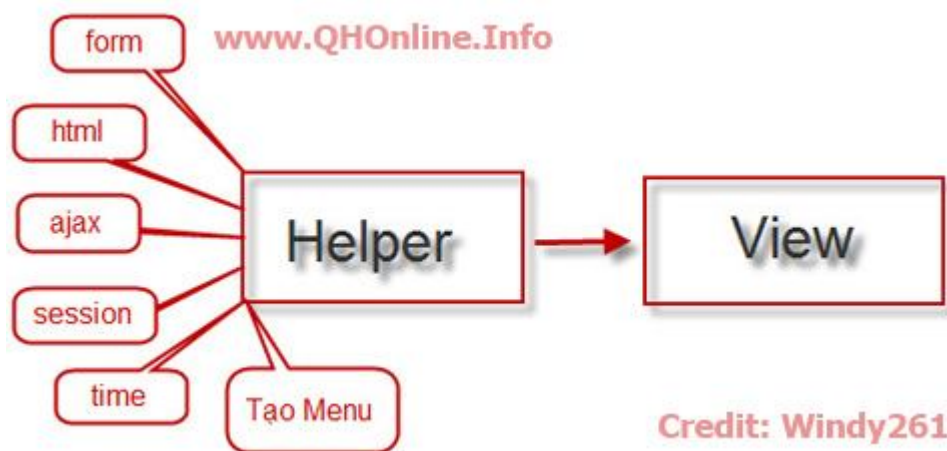 form
www.QHOnline.Info
html
ajax
Helper
View
session
time
Tạo Menu
Credit: Windy261